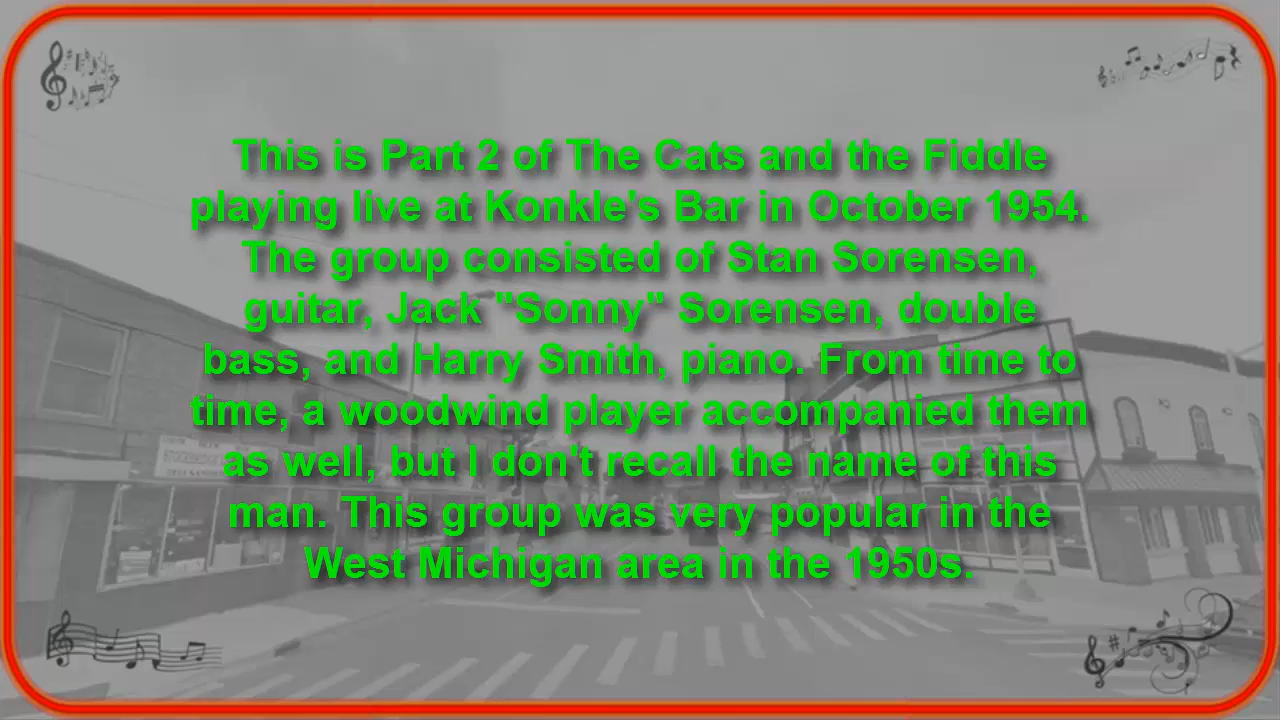 This is Part 2 of The Cats and the Fiddle
playing live at Konkle's Bar in October 1954.
The group consisted of Stan Sorensen,
guitar, Jack "Sonny" Sorensen, double
bass, and Harry Smith, piano. From time to
time, a woodwind player accompanied them
as well, but I don't recall the name of this
man. This group was very popular in the
West Michigan area in the 1950s.